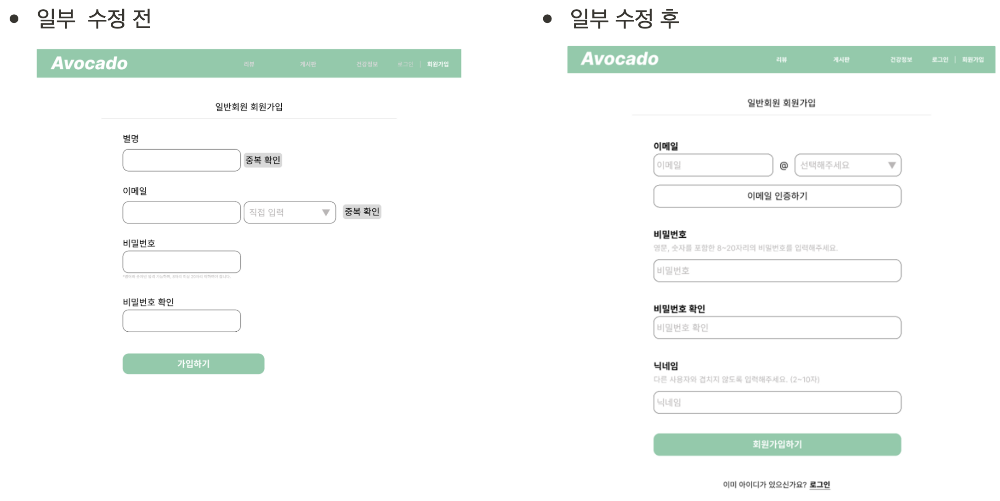 • 일부 수정 전
Avocado 리뷰 게시판 건강정보 로그인 | 회원가입
일반회원 회원가입
별명
중복 확인
이메일
직접 입력 ▼ 중복 확인
비밀번호
*영어와 숫자만 입력 가능하며, 8자리 이상 20자리 이하여야 합니다.
비밀번호 확인
가입하기
• 일부 수정 후
Avocado 리뷰 게시판 건강정보 로그인 | 회원가입
일반회원 회원가입
이메일
이메일 @ 선택해주세요 ▼
이메일 인증하기
비밀번호
영문, 숫자를 포함한 8~20자리의 비밀번호를 입력해주세요.
비밀번호
비밀번호 확인
비밀번호 확인
닉네임
다른 사용자와 겹치지 않도록 입력해주세요. (2~10자)
닉네임
회원가입하기
이미 아이디가 있으신가요? 로그인